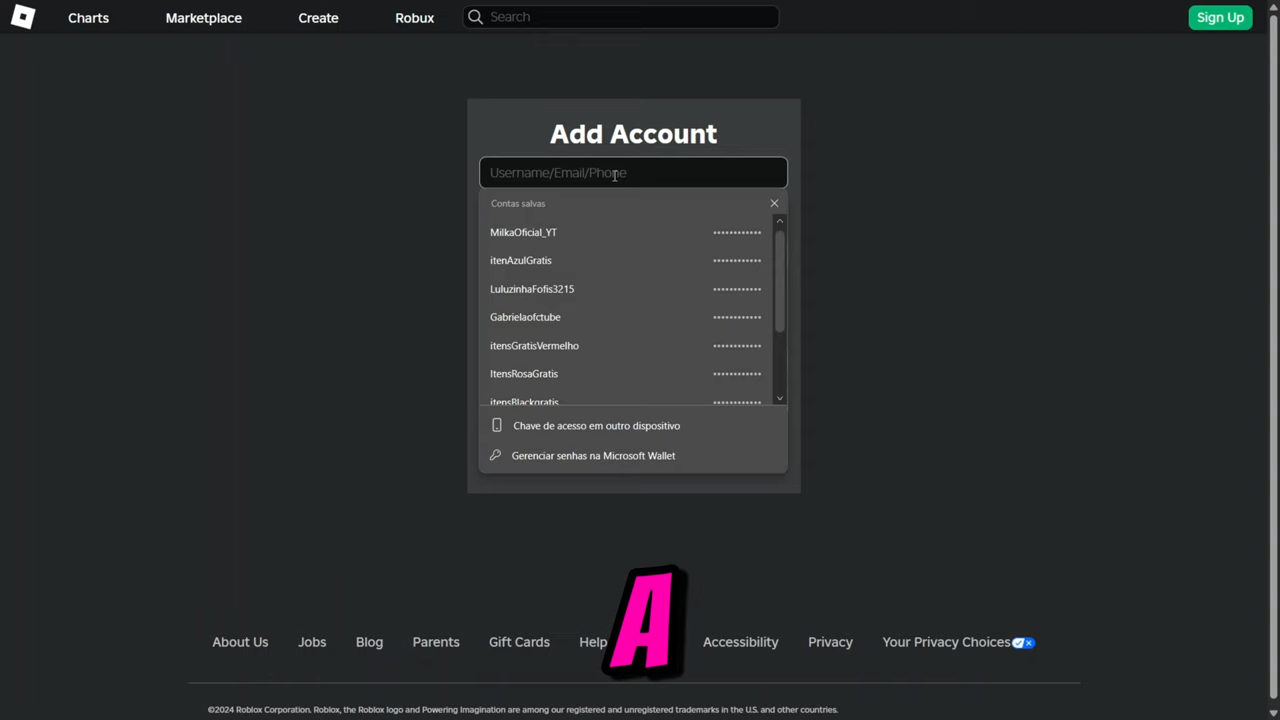 Charts
Marketplace
Create
Robux
Search
Sign Up
Add Account
Username/Email/Phone
Contas salvas
MilkaOficial_YT
••••••••••••
itenAzulGratis
••••••••••••
LuluzinhaFofis3215
••••••••••••
Gabrielaofctube
••••••••••••
itensGratisVermelho
••••••••••••
ItensRosaGratis
••••••••••••
itensBlackgratis
••••••••••••
Chave de acesso em outro dispositivo
Gerenciar senhas na Microsoft Wallet
A
About Us
Jobs
Blog
Parents
Gift Cards
Help
Accessibility
Privacy
Your Privacy Choices
©2024 Roblox Corporation. Roblox, the Roblox logo and Powering Imagination are among our registered and unregistered trademarks in the U.S. and other countries.